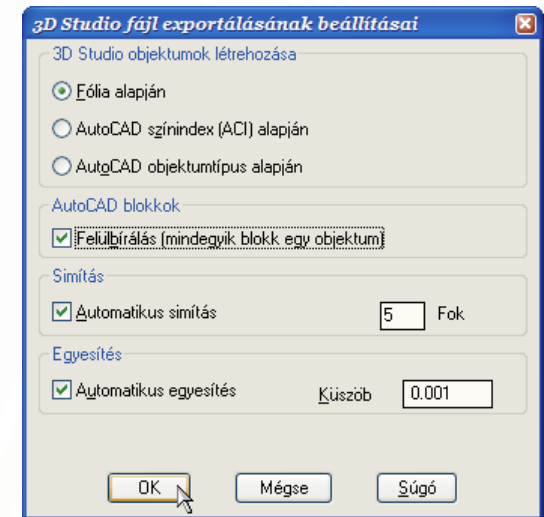 3D Studio fájl exportálásának beállításai
3D Studio objektumok létrehozása
Fólia alapján
AutoCAD színindex (ACI) alapján
AutoCAD objektumtípus alapján
AutoCAD blokkok
Felülbírálás (mindegyik blokk egy objektum)
Simítás
Automatikus simítás 5 Fok
Egyesítés
Automatikus egyesítés Küszöb 0.001
OK Mégse Súgó